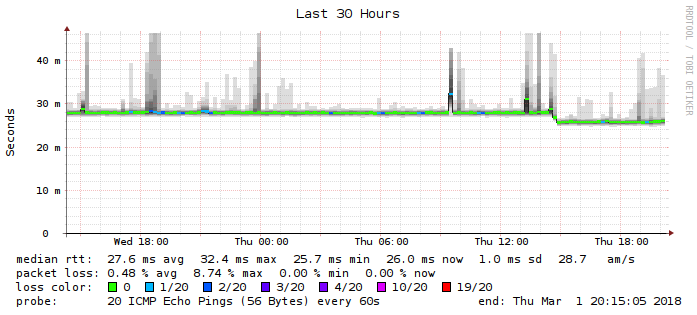 Last 30 Hours
RRDTOOL / TOBI OETIKER
Seconds
40 m
30 m
20 m
10 m
0
Wed 18:00 Thu 00:00 Thu 06:00 Thu 12:00 Thu 18:00
median rtt: 27.6 ms avg 32.4 ms max 25.7 ms min 26.0 ms now 1.0 ms sd 28.7 am/s
packet loss: 0.48 % avg 8.74 % max 0.00 % min 0.00 % now
loss color: 0 1/20 2/20 3/20 4/20 10/20 19/20
probe: 20 ICMP Echo Pings (56 Bytes) every 60s end: Thu Mar 1 20:15:05 2018